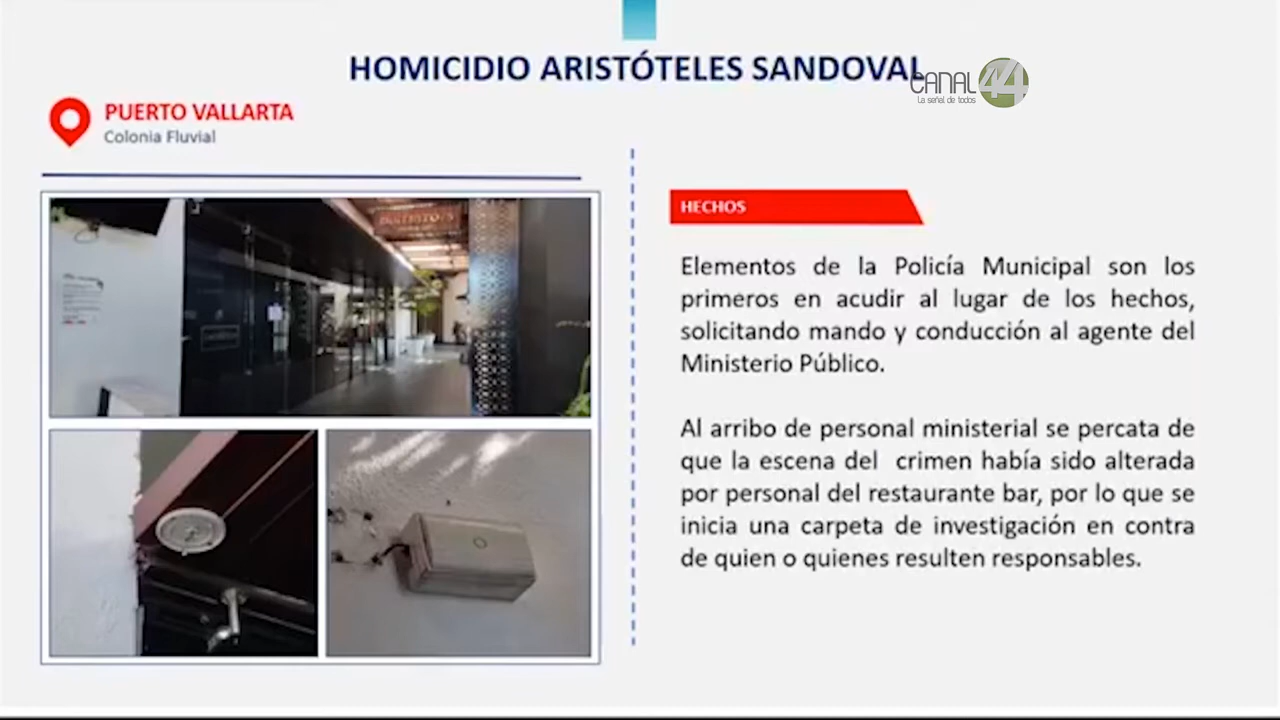 HOMICIDIO ARISTÓTELES SANDOVAL
CANAL 44
La señal de todos
PUERTO VALLARTA
Colonia Fluvial
HECHOS
Elementos de la Policía Municipal son los
primeros en acudir al lugar de los hechos,
solicitando mando y conducción al agente del
Ministerio Público.
Al arribo de personal ministerial se percata de
que la escena del crimen había sido alterada
por personal del restaurante bar, por lo que se
inicia una carpeta de investigación en contra
de quien o quienes resulten responsables.